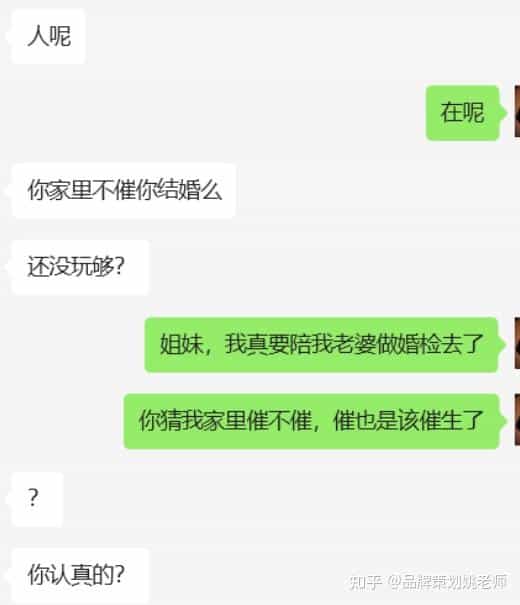 人呢
在呢
你家里不催你结婚么
还没玩够？
姐妹，我真要陪我老婆做婚检去了
你猜我家里催不催，催也是该催生了
？
你认真的？
知乎 @品牌策划姚老师